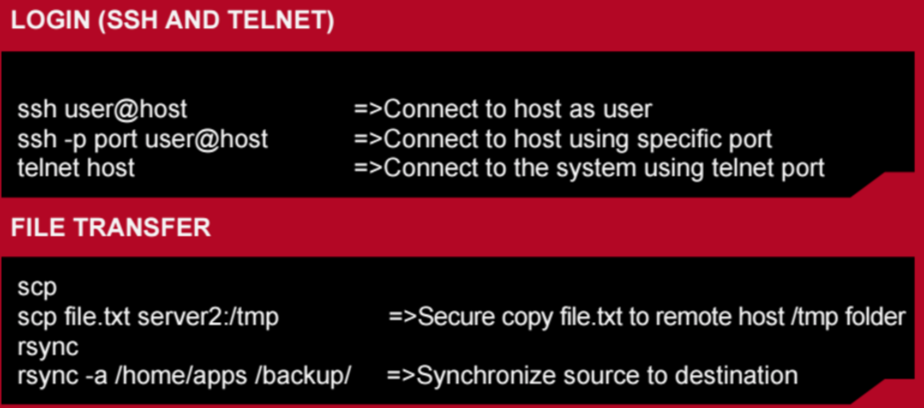 LOGIN (SSH AND TELNET)
ssh user@host =>Connect to host as user
ssh -p port user@host =>Connect to host using specific port
telnet host =>Connect to the system using telnet port
FILE TRANSFER
scp
scp file.txt server2:/tmp =>Secure copy file.txt to remote host /tmp folder
rsync
rsync -a /home/apps /backup/ =>Synchronize source to destination